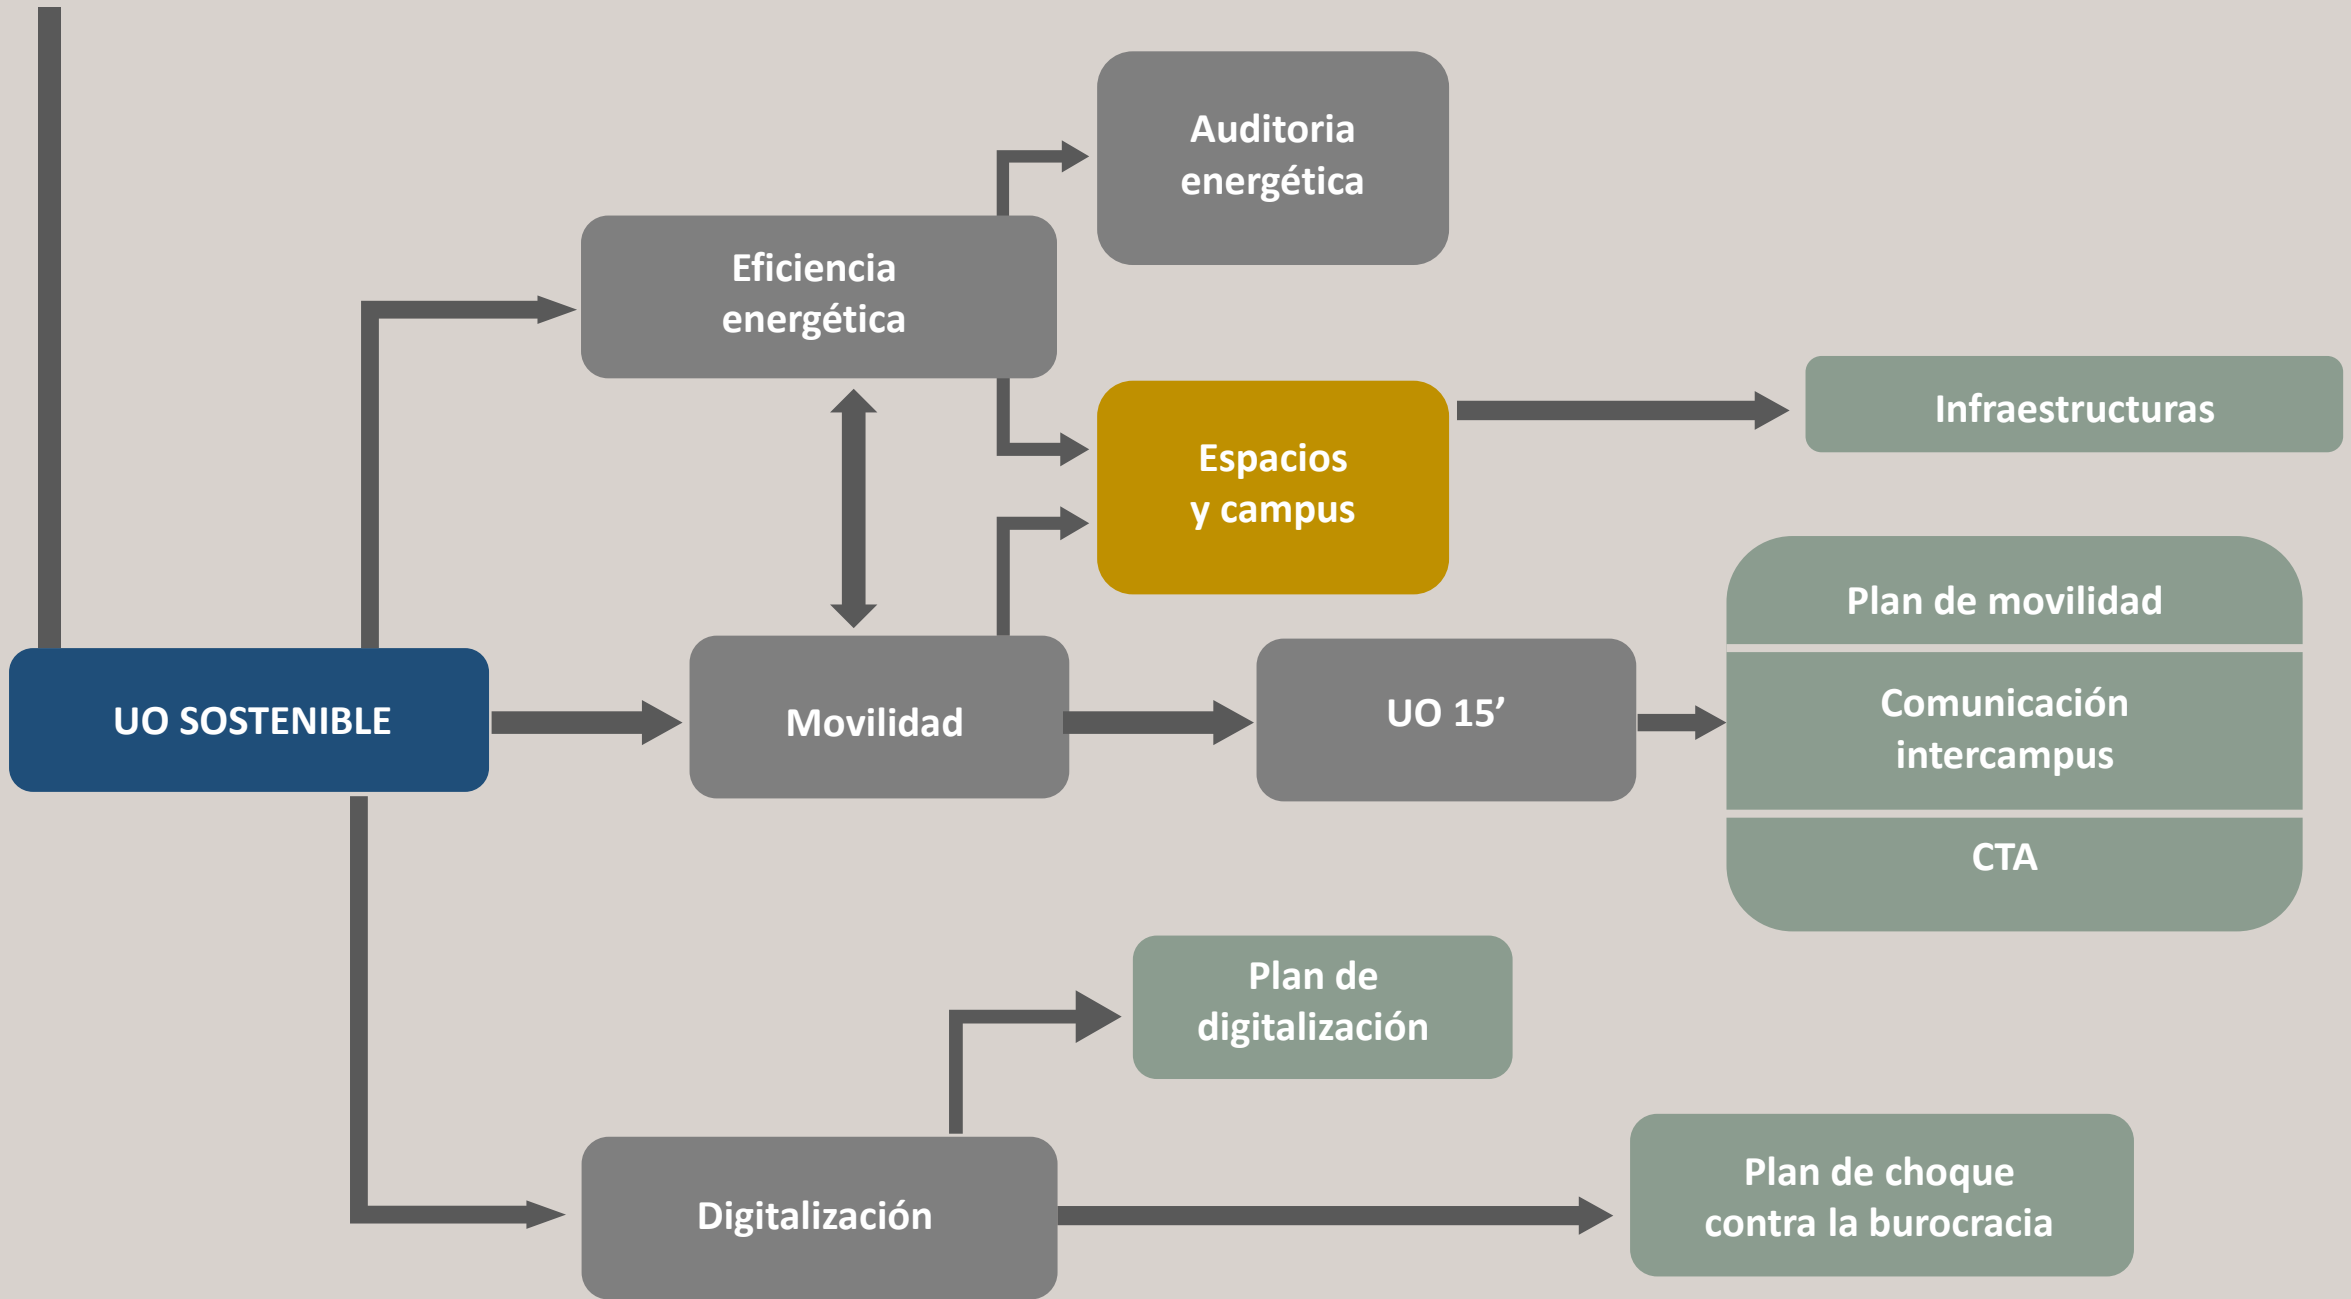 Auditoria
energética
Eficiencia
energética
Espacios
y campus
Infraestructuras
Plan de movilidad
UO SOSTENIBLE
Movilidad
UO 15’
Comunicación
intercampus
CTA
Plan de
digitalización
Digitalización
Plan de choque
contra la burocracia